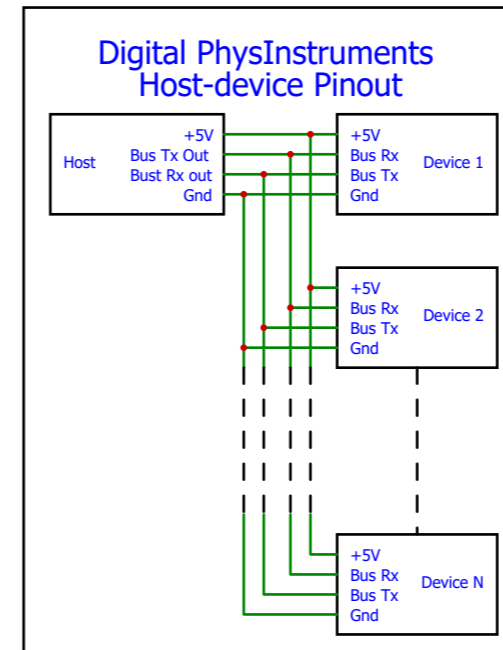 Digital PhysInstruments
Host-device Pinout
Host
+5V
Bus Tx Out
Bust Rx out
Gnd
+5V
Bus Rx
Bus Tx
Gnd
Device 1
+5V
Bus Rx
Bus Tx
Gnd
Device 2
+5V
Bus Rx
Bus Tx
Gnd
Device N